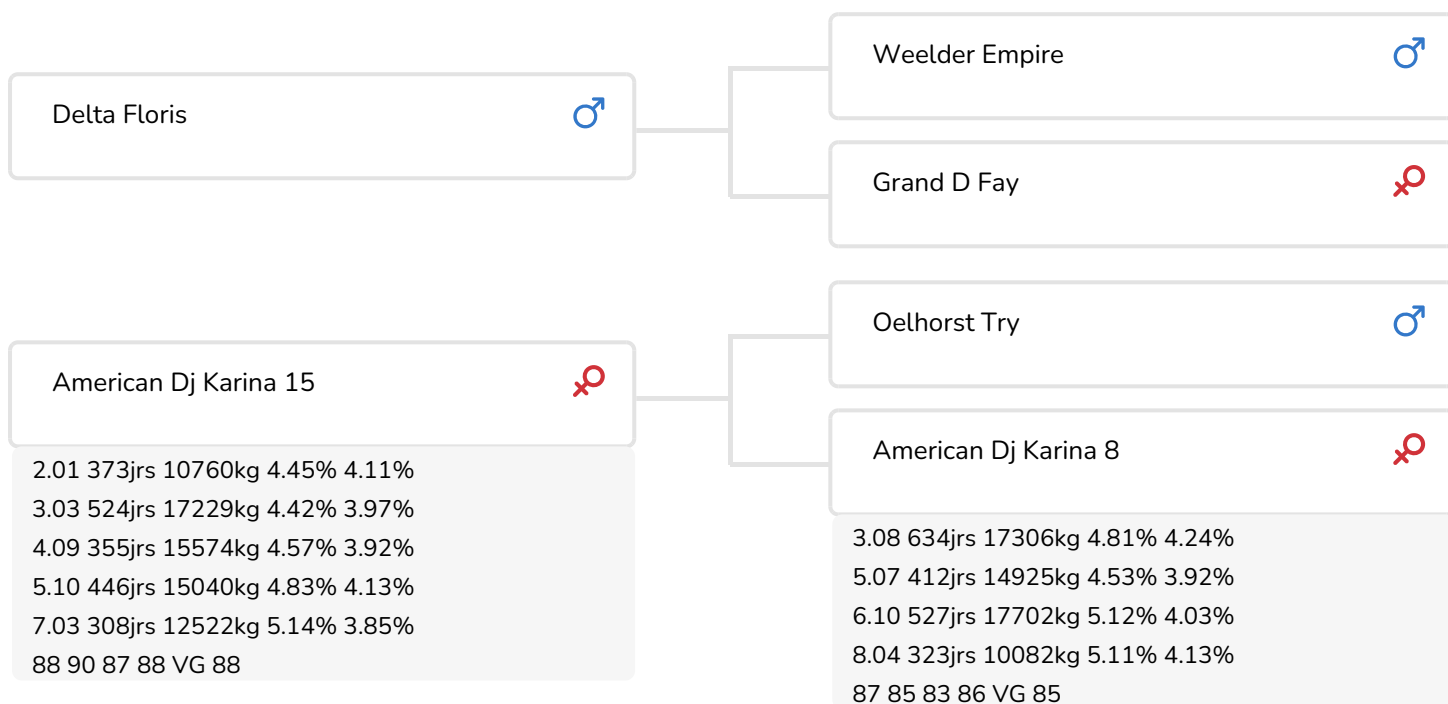 Delta Floris
Weelder Empire
Grand D Fay
American Dj Karina 15
2.01 373jrs 10760kg 4.45% 4.11%
3.03 524jrs 17229kg 4.42% 3.97%
4.09 355jrs 15574kg 4.57% 3.92%
5.10 446jrs 15040kg 4.83% 4.13%
7.03 308jrs 12522kg 5.14% 3.85%
88 90 87 88 VG 88
Oelhorst Try
American Dj Karina 8
3.08 634jrs 17306kg 4.81% 4.24%
5.07 412jrs 14925kg 4.53% 3.92%
6.10 527jrs 17702kg 5.12% 4.03%
8.04 323jrs 10082kg 5.11% 4.13%
87 85 83 86 VG 85